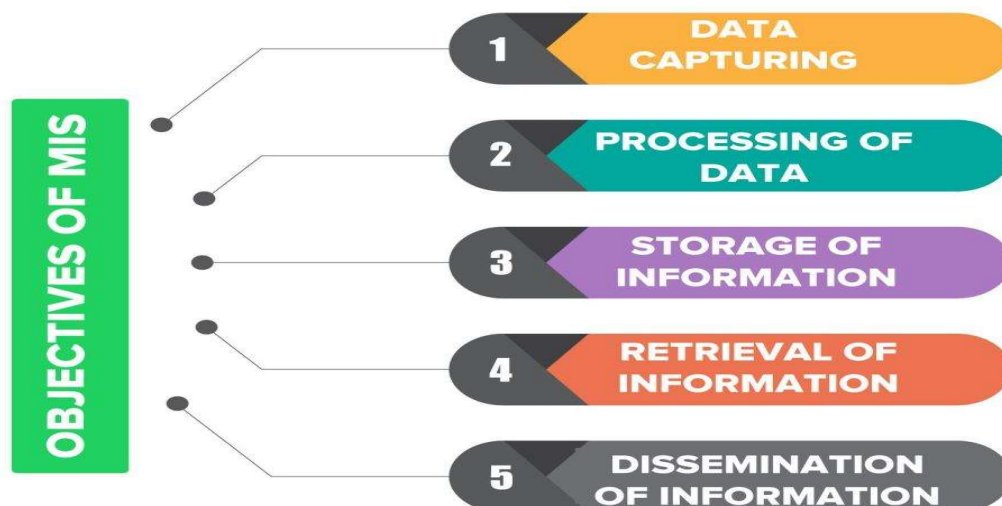 OBJECTIVES OF MIS
1
DATA
CAPTURING
2
PROCESSING OF
DATA
3
STORAGE OF
INFORMATION
4
RETRIEVAL OF
INFORMATION
5
DISSEMINATION
OF INFORMATION